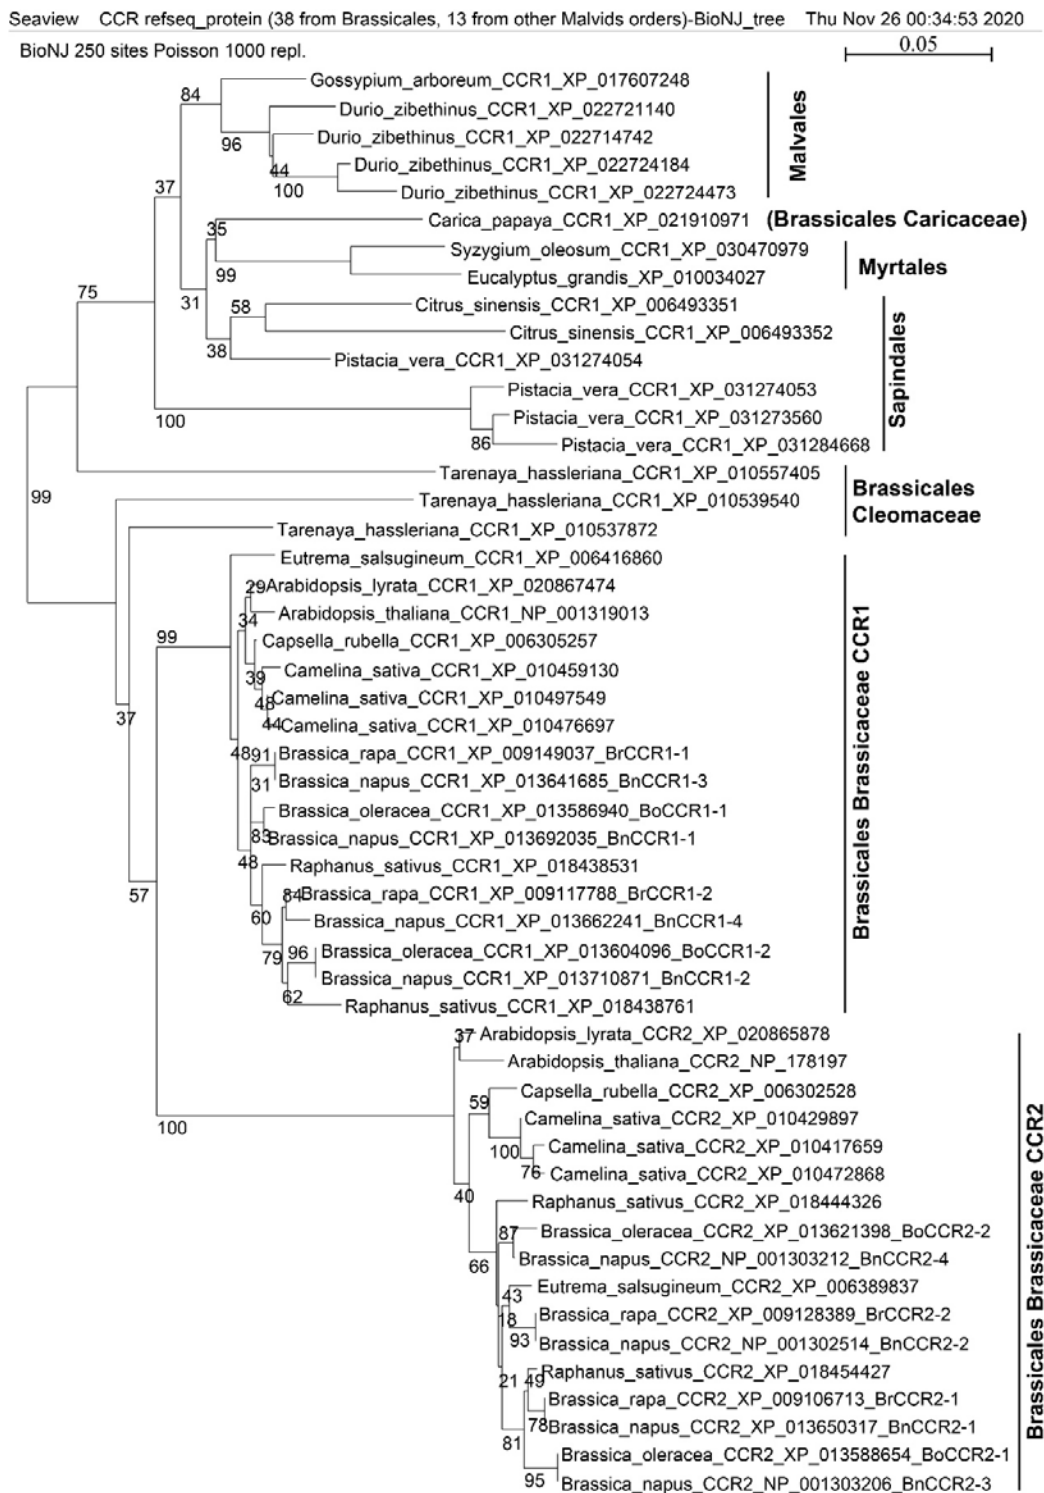 Seaview CCR refseq_protein (38 from Brassicales, 13 from other Malvids orders)-BioNJ_tree Thu Nov 26 00:34:53 2020
BioNJ 250 sites Poisson 1000 repl.
0.05
Gossypium_arboreum_CCR1_XP_017607248
84
Durio_zibethinus_CCR1_XP_022721140
Durio_zibethinus_CCR1_XP_022714742
96
Durio_zibethinus_CCR1_XP_022724184
44
Durio_zibethinus_CCR1_XP_022724473
100
Malvales
37
Carica_papaya_CCR1_XP_021910971 (Brassicales Caricaceae)
35
Syzygium_oleosum_CCR1_XP_030470979
Eucalyptus_grandis_XP_010034027
99
Myrtales
75
31
58
Citrus_sinensis_CCR1_XP_006493351
Citrus_sinensis_CCR1_XP_006493352
38
Pistacia_vera_CCR1_XP_031274054
Pistacia_vera_CCR1_XP_031274053
Pistacia_vera_CCR1_XP_031273560
100
86
Pistacia_vera_CCR1_XP_031284668
Sapindales
Tarenaya_hassleriana_CCR1_XP_010557405
99
Tarenaya_hassleriana_CCR1_XP_010539540
Tarenaya_hassleriana_CCR1_XP_010537872
Brassicales
Cleomaceae
Eutrema_salsugineum_CCR1_XP_006416860
29
Arabidopsis_lyrata_CCR1_XP_020867474
Arabidopsis_thaliana_CCR1_NP_001319013
34
99
Capsella_rubella_CCR1_XP_006305257
Camelina_sativa_CCR1_XP_010459130
39
Camelina_sativa_CCR1_XP_010497549
48
37
Camelina_sativa_CCR1_XP_010476697
44
48
91
Brassica_rapa_CCR1_XP_009149037_BrCCR1-1
Brassica_napus_CCR1_XP_013641685_BnCCR1-3
31
Brassica_oleracea_CCR1_XP_013586940_BoCCR1-1
83
Brassica_napus_CCR1_XP_013692035_BnCCR1-1
48
Raphanus_sativus_CCR1_XP_018438531
57
84
Brassica_rapa_CCR1_XP_009117788_BrCCR1-2
60
Brassica_napus_CCR1_XP_013662241_BnCCR1-4
79
96
Brassica_oleracea_CCR1_XP_013604096_BoCCR1-2
Brassica_napus_CCR1_XP_013710871_BnCCR1-2
62
Raphanus_sativus_CCR1_XP_018438761
Brassicales Brassicaceae CCR1
37
Arabidopsis_lyrata_CCR2_XP_020865878
Arabidopsis_thaliana_CCR2_NP_178197
59
Capsella_rubella_CCR2_XP_006302528
Camelina_sativa_CCR2_XP_010429897
100
100
Camelina_sativa_CCR2_XP_010417659
76
Camelina_sativa_CCR2_XP_010472868
40
Raphanus_sativus_CCR2_XP_018444326
87
Brassica_oleracea_CCR2_XP_013621398_BoCCR2-2
66
Brassica_napus_CCR2_NP_001303212_BnCCR2-4
Eutrema_salsugineum_CCR2_XP_006389837
43
18
Brassica_rapa_CCR2_XP_009128389_BrCCR2-2
93
Brassica_napus_CCR2_NP_001302514_BnCCR2-2
Raphanus_sativus_CCR2_XP_018454427
21
49
Brassica_rapa_CCR2_XP_009106713_BrCCR2-1
78
Brassica_napus_CCR2_XP_013650317_BnCCR2-1
81
Brassica_oleracea_CCR2_XP_013588654_BoCCR2-1
95
Brassica_napus_CCR2_NP_001303206_BnCCR2-3
Brassicales Brassicaceae CCR2